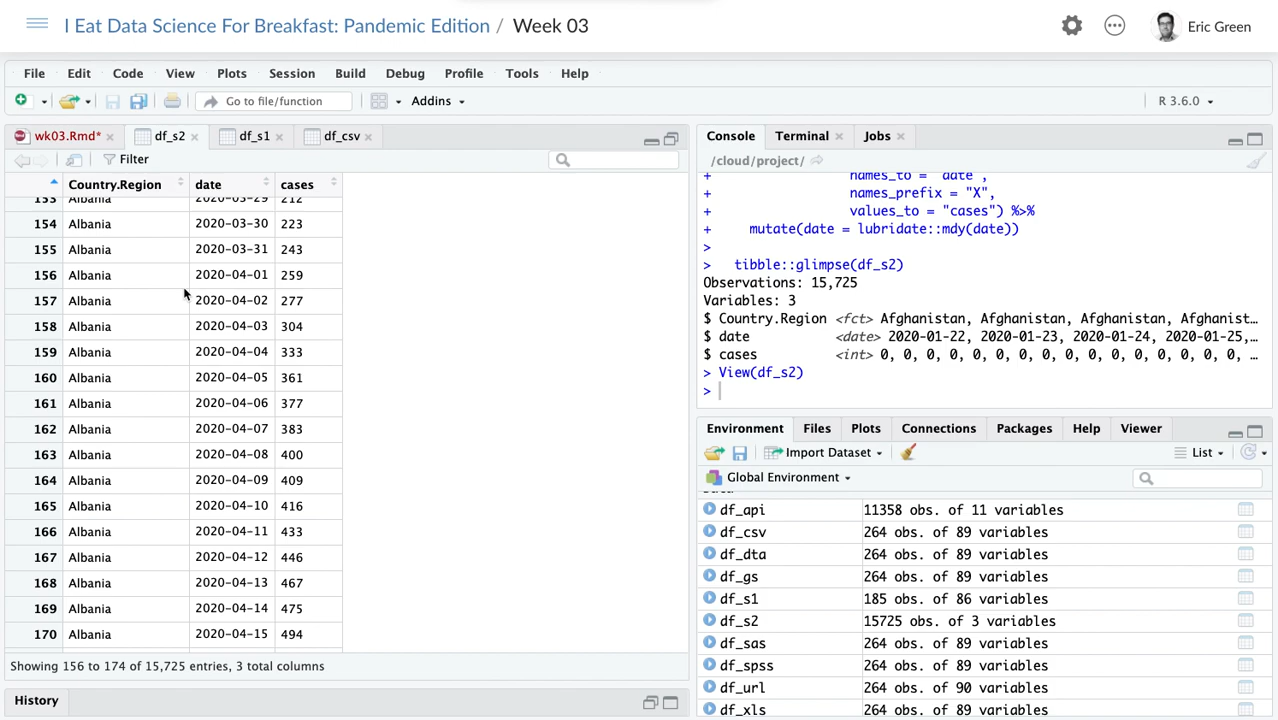 I Eat Data Science For Breakfast: Pandemic Edition / Week 03
Eric Green
File Edit Code View Plots Session Build Debug Profile Tools Help
Go to file/function
Addins
R 3.6.0
wk03.Rmd*
df_s2
df_s1
df_csv
Filter
Country.Region date cases
153 Albania 2020-03-29 212
154 Albania 2020-03-30 223
155 Albania 2020-03-31 243
156 Albania 2020-04-01 259
157 Albania 2020-04-02 277
158 Albania 2020-04-03 304
159 Albania 2020-04-04 333
160 Albania 2020-04-05 361
161 Albania 2020-04-06 377
162 Albania 2020-04-07 383
163 Albania 2020-04-08 400
164 Albania 2020-04-09 409
165 Albania 2020-04-10 416
166 Albania 2020-04-11 433
167 Albania 2020-04-12 446
168 Albania 2020-04-13 467
169 Albania 2020-04-14 475
170 Albania 2020-04-15 494
Showing 156 to 174 of 15,725 entries, 3 total columns
History
Console Terminal Jobs
/cloud/project/
+ names_to = "date",
+ names_prefix = "X",
+ values_to = "cases") %>%
+ mutate(date = lubridate::mdy(date))
>
> tibble::glimpse(df_s2)
Observations: 15,725
Variables: 3
$ Country.Region <fct> Afghanistan, Afghanistan, Afghanistan, Afghanist…
$ date <date> 2020-01-22, 2020-01-23, 2020-01-24, 2020-01-25,…
$ cases <int> 0, 0, 0, 0, 0, 0, 0, 0, 0, 0, 0, 0, 0, 0, 0, 0, …
> View(df_s2)
>
Environment Files Plots Connections Packages Help Viewer
Import Dataset
List
Global Environment
df_api 11358 obs. of 11 variables
df_csv 264 obs. of 89 variables
df_dta 264 obs. of 89 variables
df_gs 264 obs. of 89 variables
df_s1 185 obs. of 86 variables
df_s2 15725 obs. of 3 variables
df_sas 264 obs. of 89 variables
df_spss 264 obs. of 89 variables
df_url 264 obs. of 90 variables
df_xls 264 obs. of 89 variables